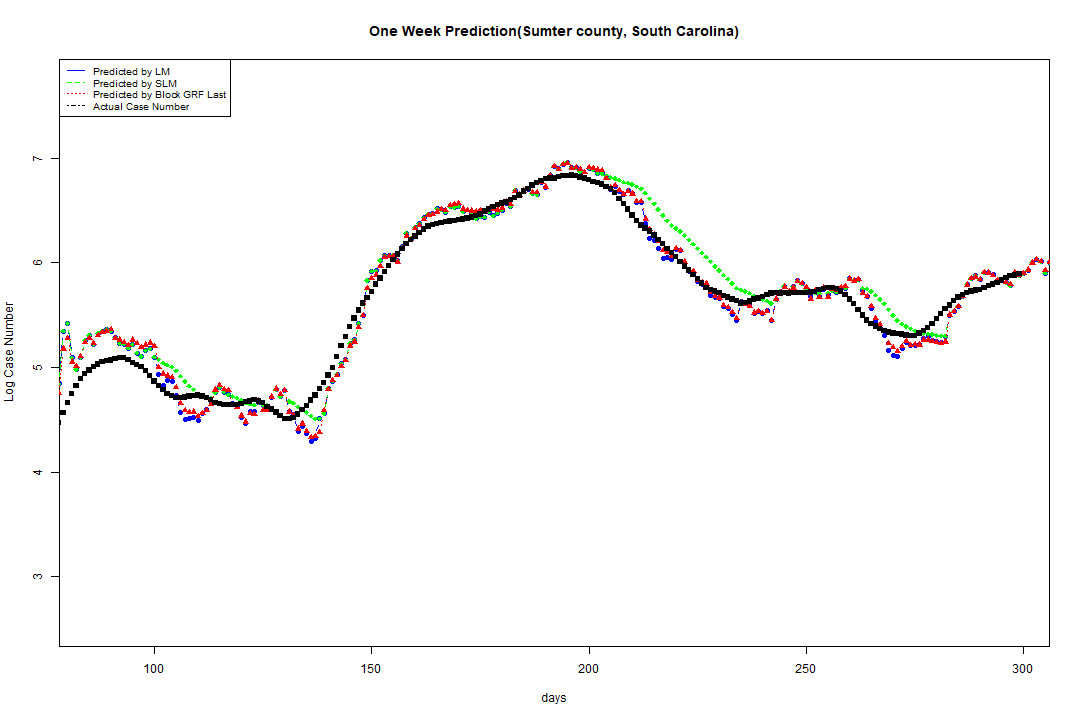 One Week Prediction(Sumter county, South Carolina)
Predicted by LM
Predicted by SLM
Predicted by Block GRF Last
Actual Case Number
Log Case Number
7
6
5
4
3
100 150 200 250 300
days